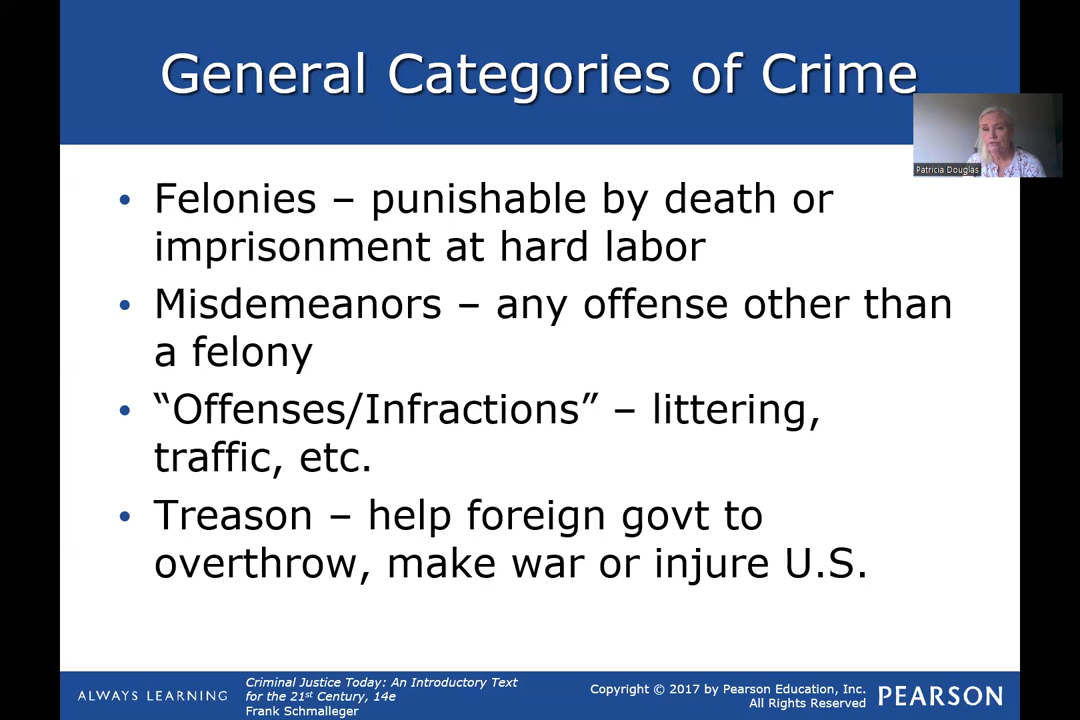 General Categories of Crime
Patricia Douglas
• Felonies – punishable by death or
imprisonment at hard labor
• Misdemeanors – any offense other than
a felony
• “Offenses/Infractions” – littering,
traffic, etc.
• Treason – help foreign govt to
overthrow, make war or injure U.S.
ALWAYS LEARNING
Criminal Justice Today: An Introductory Text
for the 21st Century, 14e
Frank Schmalleger
Copyright © 2017 by Pearson Education, Inc.
All Rights Reserved
PEARSON